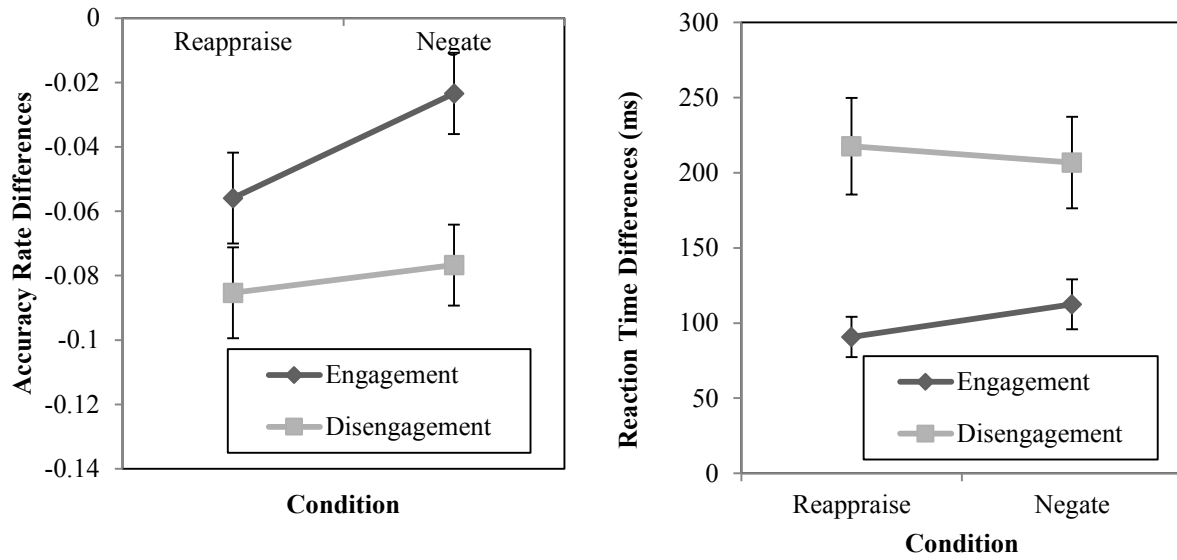 0
Reappraise Negate
-0.02
-0.04
-0.06
-0.08
-0.1
-0.12
-0.14
Accuracy Rate Differences
Engagement
Disengagement
Condition
300
250
200
150
100
50
0
Reaction Time Differences (ms)
Engagement
Disengagement
Reappraise Negate
Condition